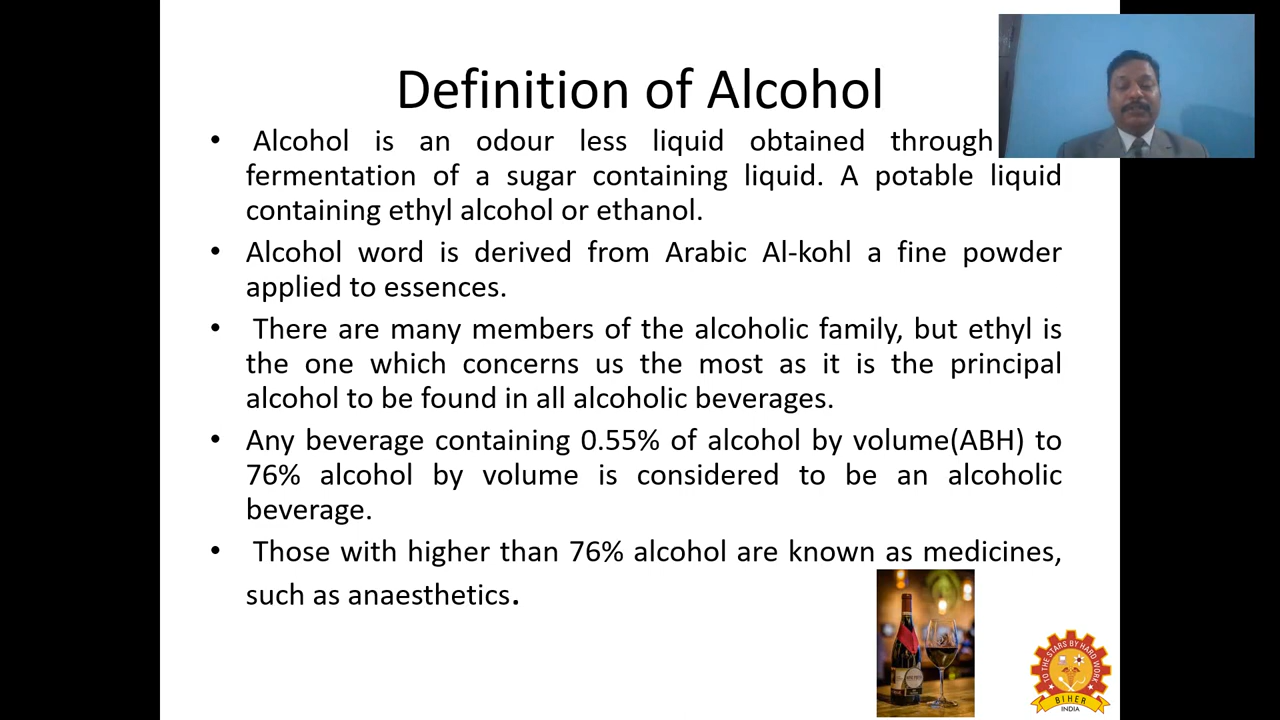 Definition of Alcohol
• Alcohol is an odour less liquid obtained through
fermentation of a sugar containing liquid. A potable liquid
containing ethyl alcohol or ethanol.
• Alcohol word is derived from Arabic Al-kohl a fine powder
applied to essences.
• There are many members of the alcoholic family, but ethyl is
the one which concerns us the most as it is the principal
alcohol to be found in all alcoholic beverages.
• Any beverage containing 0.55% of alcohol by volume(ABH) to
76% alcohol by volume is considered to be an alcoholic
beverage.
• Those with higher than 76% alcohol are known as medicines,
such as anaesthetics.
TO THE STARS BY HARD WORK
BIHER
INDIA